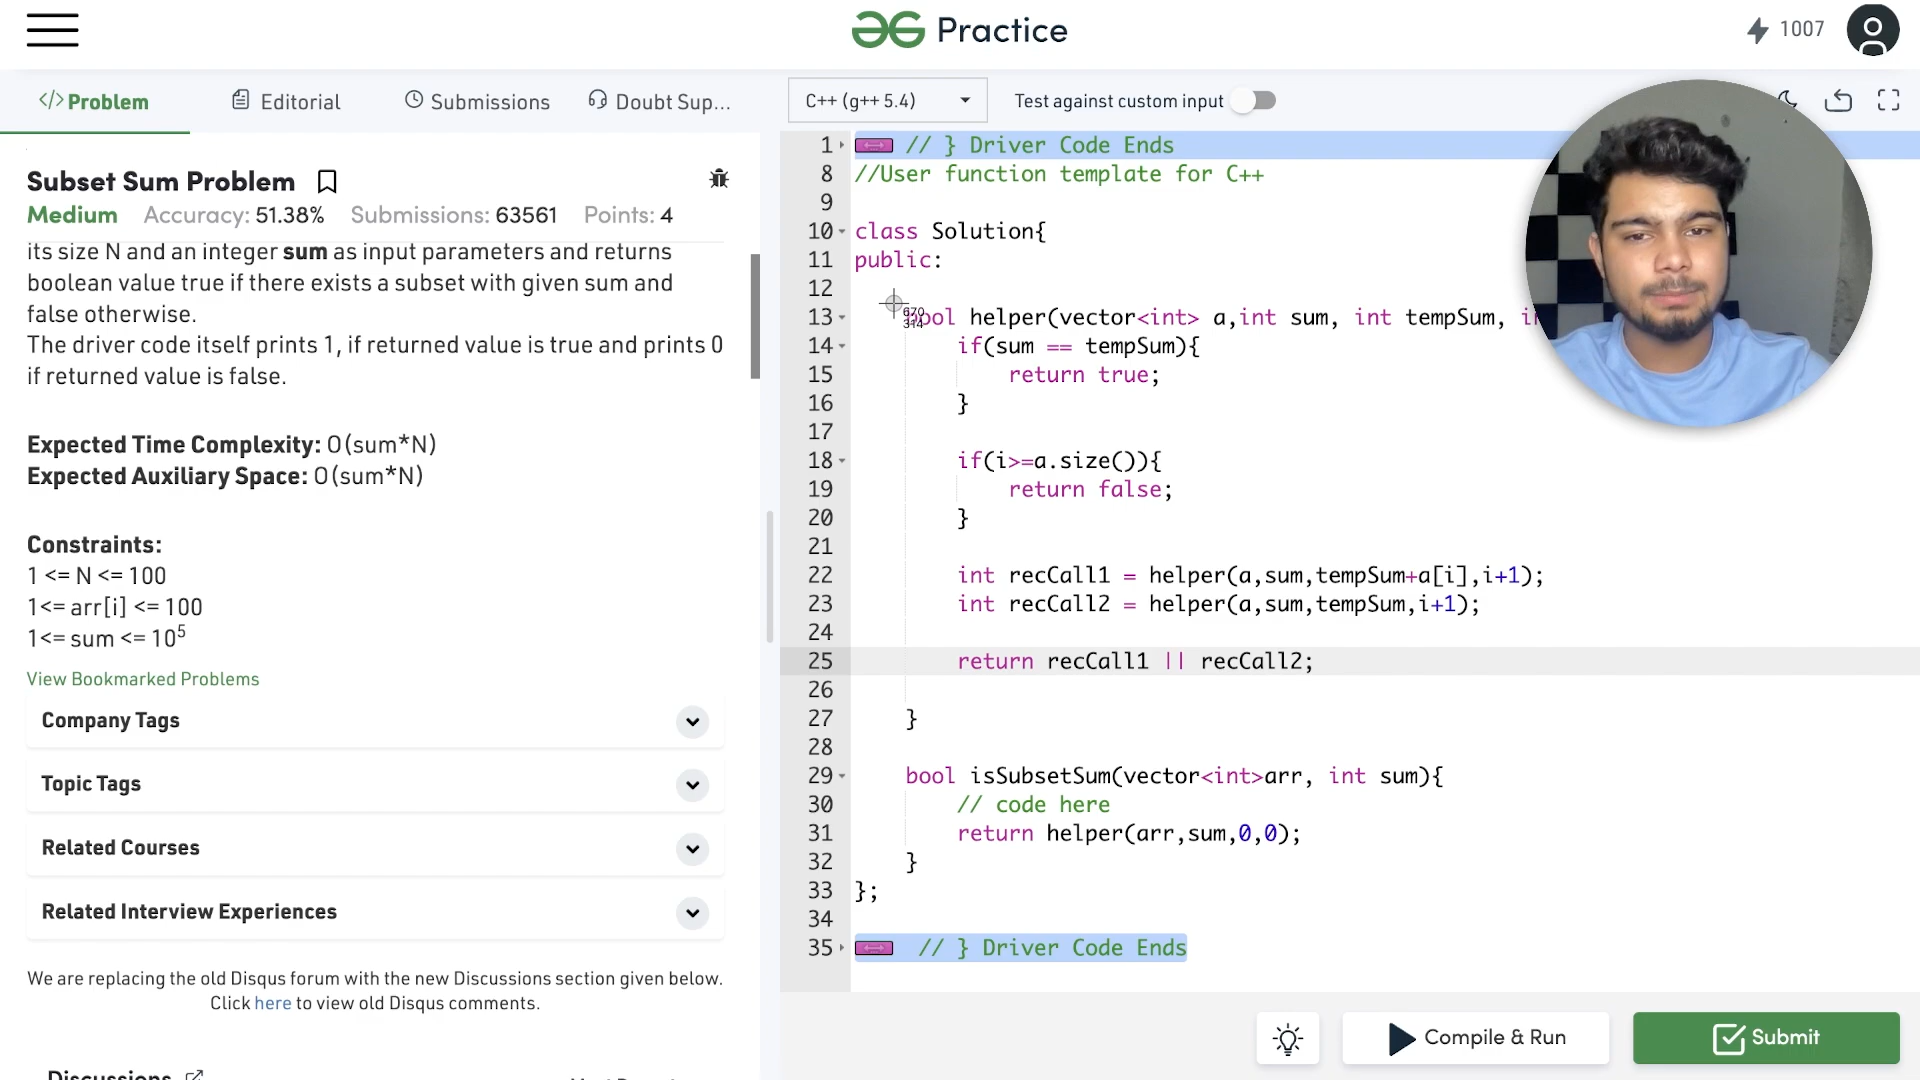 Practice
1007
</> Problem
Editorial
Submissions
Doubt Sup...
C++ (g++ 5.4)
Test against custom input
Subset Sum Problem
Medium Accuracy: 51.38% Submissions: 63561 Points: 4
its size N and an integer sum as input parameters and returns
boolean value true if there exists a subset with given sum and
false otherwise.
The driver code itself prints 1, if returned value is true and prints 0
if returned value is false.
Expected Time Complexity: O(sum*N)
Expected Auxiliary Space: O(sum*N)
Constraints:
1 <= N <= 100
1<= arr[i] <= 100
1<= sum <= 10⁵
View Bookmarked Problems
Company Tags
Topic Tags
Related Courses
Related Interview Experiences
We are replacing the old Disqus forum with the new Discussions section given below.
Click here to view old Disqus comments.
Discussions
1 // } Driver Code Ends
8 //User function template for C++
9
10 class Solution{
11 public:
12
670
314
13 bool helper(vector<int> a,int sum, int tempSum, in
14 if(sum == tempSum){
15 return true;
16 }
17
18 if(i>=a.size()){
19 return false;
20 }
21
22 int recCall1 = helper(a,sum,tempSum+a[i],i+1);
23 int recCall2 = helper(a,sum,tempSum,i+1);
24
25 return recCall1 || recCall2;
26
27 }
28
29 bool isSubsetSum(vector<int>arr, int sum){
30 // code here
31 return helper(arr,sum,0,0);
32 }
33 };
34
35 // } Driver Code Ends
Compile & Run
Submit